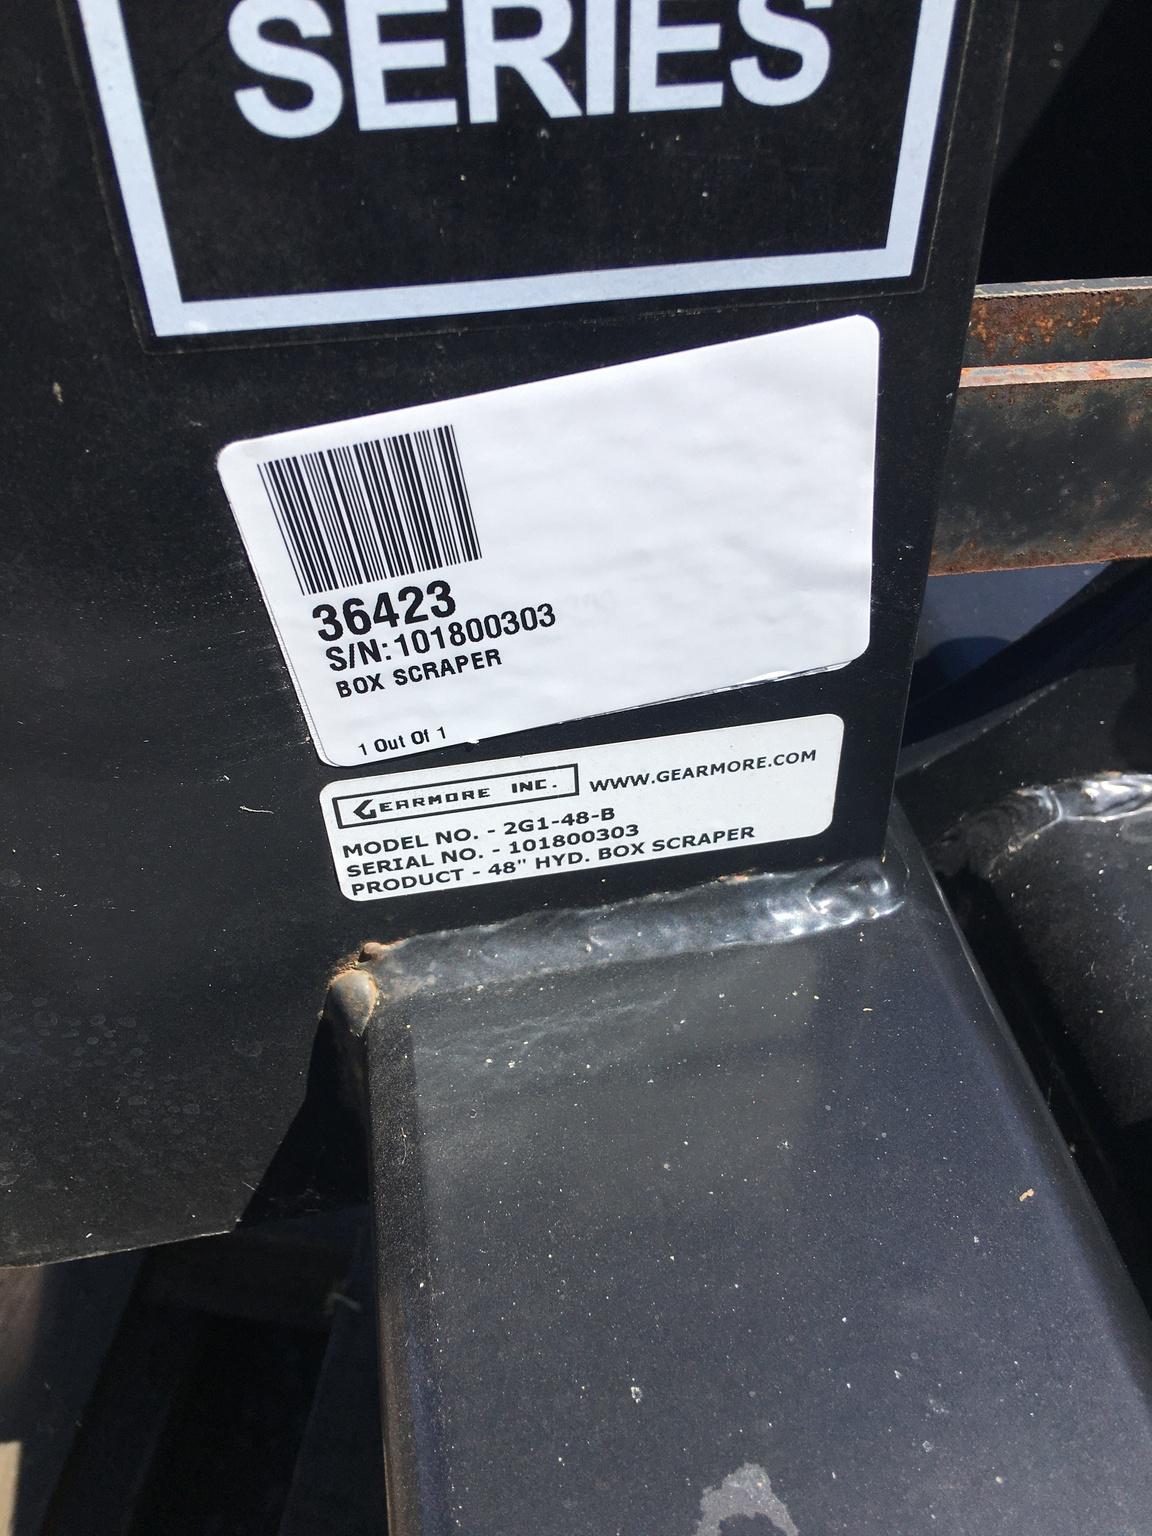 SERIES
36423
S/N:101800303
BOX SCRAPER
1 Out Of 1
GEARMORE INC. WWW.GEARMORE.COM
MODEL NO. - 2G1-48-B
SERIAL NO. - 101800303
PRODUCT - 48" HYD. BOX SCRAPER